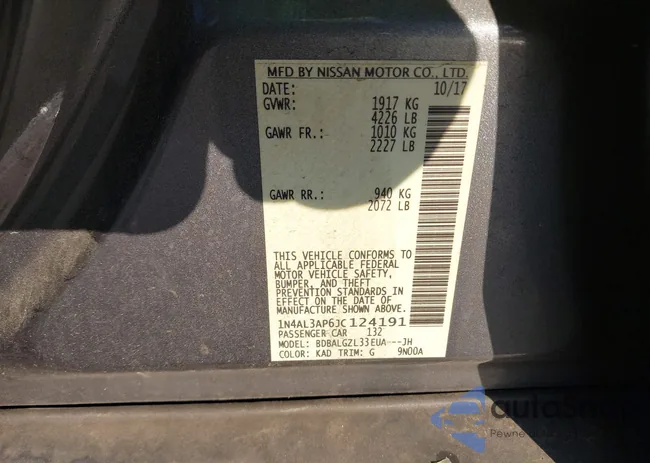 MFD BY NISSAN MOTOR CO., LTD.
DATE: 10/17
GVWR: 1917 KG
4226 LB
GAWR FR.: 1010 KG
2227 LB
GAWR RR.: 940 KG
2072 LB
THIS VEHICLE CONFORMS TO
ALL APPLICABLE FEDERAL
MOTOR VEHICLE SAFETY,
BUMPER, AND THEFT
PREVENTION STANDARDS IN
EFFECT ON THE DATE OF
MANUFACTURE SHOWN ABOVE.
1N4AL3AP6JC124191
PASSENGER CAR 132
MODEL: BDBALGZL33EUA---JH
COLOR: KAD TRIM: G 9N00A